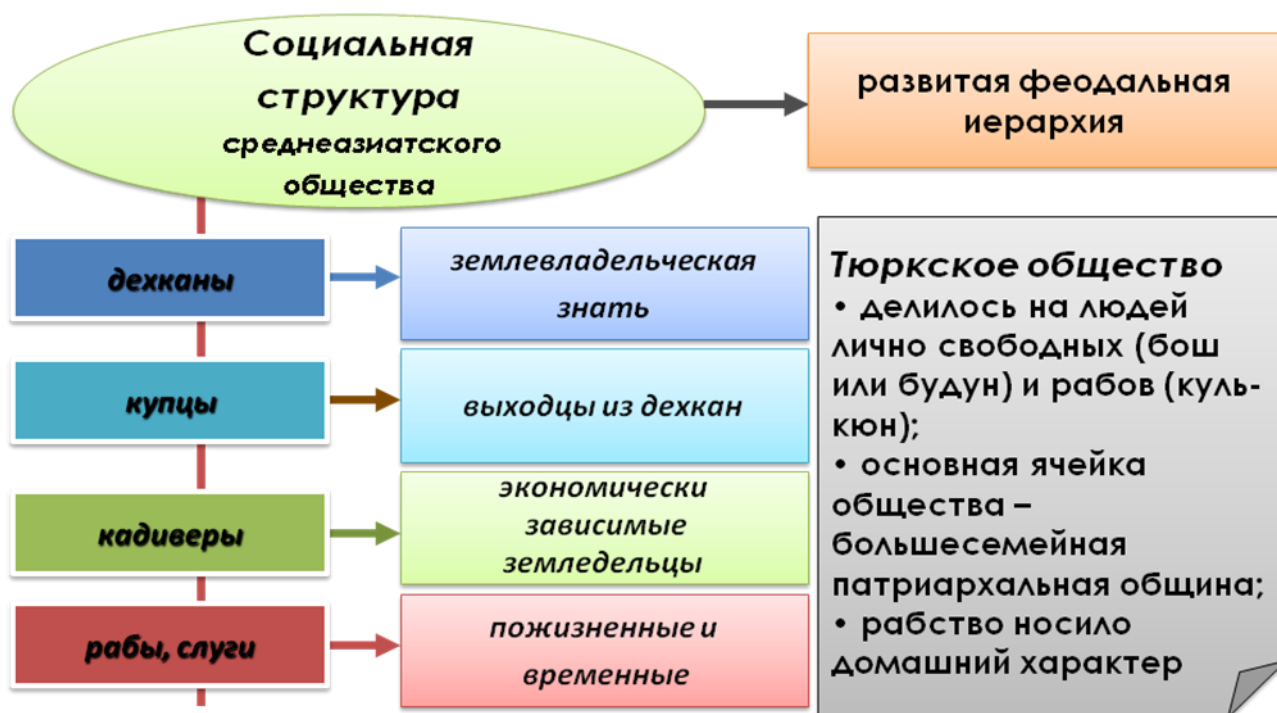 Социальная
структура
среднеазиатского
общества
развитая феодальная
иерархия
дехканы
землевладельческая
знать
купцы
выходцы из дехкан
кадиверы
экономически
зависимые
земледельцы
рабы, слуги
пожизненные и
временные
Тюркское общество
• делилось на людей
лично свободных (бош
или будун) и рабов (куль-
кюн);
• основная ячейка
общества –
большесемейная
патриархальная община;
• рабство носило
домашний характер